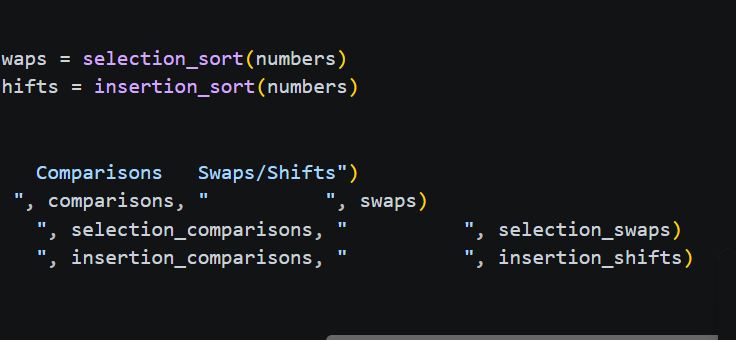 waps = selection_sort(numbers)
hifts = insertion_sort(numbers)
Comparisons   Swaps/Shifts")
", comparisons, "          ", swaps)
", selection_comparisons, "          ", selection_swaps)
", insertion_comparisons, "          ", insertion_shifts)